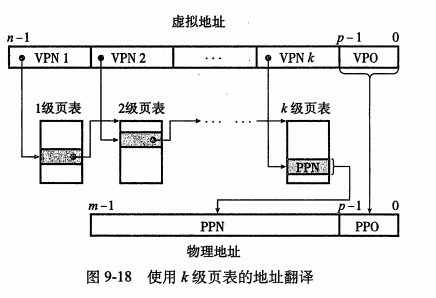 虚拟地址
n-1 p-1 0
VPN 1 VPN 2 ... VPN k VPO
1级页表 2级页表 k 级页表
... ...
PPN
m-1 p-1 0
PPN PPO
物理地址
图 9-18 使用 k 级页表的地址翻译